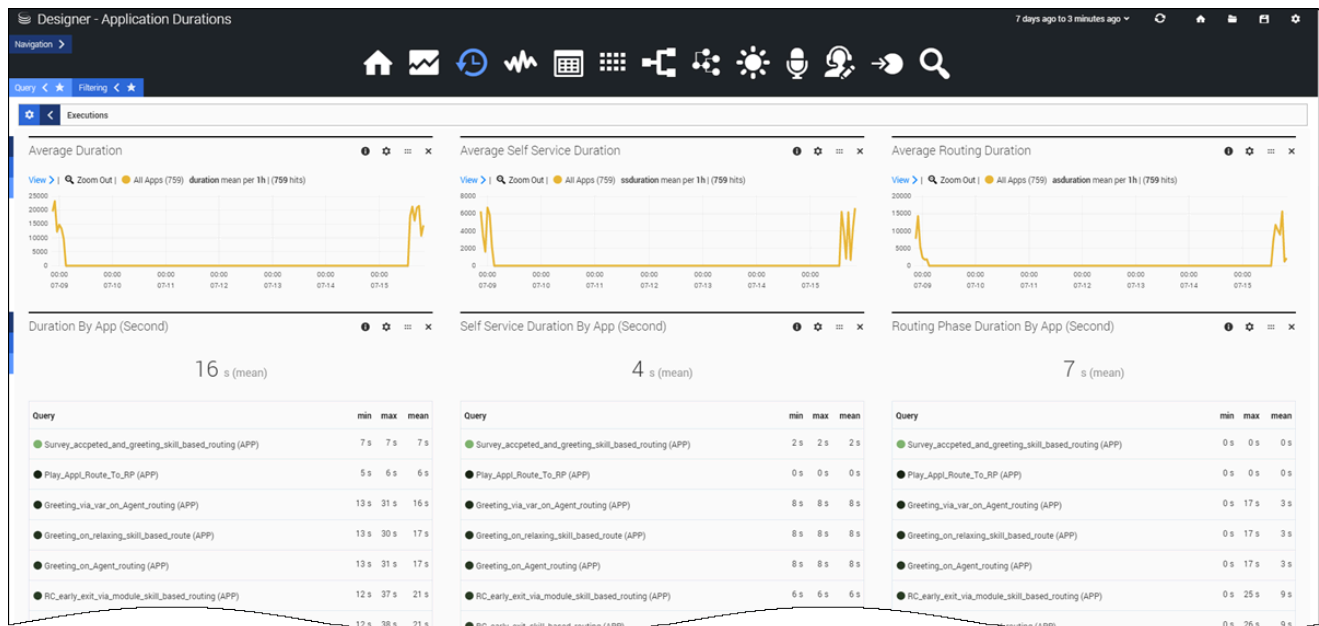 Designer - Application Durations
7 days ago to 3 minutes ago
Navigation
Query Filtering
Executions
Average Duration
View | Zoom Out | All Apps (759) duration mean per 1h | (759 hits)
25000
20000
15000
10000
5000
0
00:00 00:00 00:00 00:00 00:00 00:00 00:00
07-09 07-10 07-11 07-12 07-13 07-14 07-15
Average Self Service Duration
View | Zoom Out | All Apps (759) ssduration mean per 1h | (759 hits)
8000
6000
4000
2000
0
00:00 00:00 00:00 00:00 00:00 00:00 00:00
07-09 07-10 07-11 07-12 07-13 07-14 07-15
Average Routing Duration
View | Zoom Out | All Apps (759) asduration mean per 1h | (759 hits)
20000
15000
10000
5000
0
00:00 00:00 00:00 00:00 00:00 00:00 00:00
07-09 07-10 07-11 07-12 07-13 07-14 07-15
Duration By App (Second)
16 s (mean)
Query min max mean
Survey_accpeted_and_greeting_skill_based_routing (APP) 7 s 7 s 7 s
Play_Appl_Route_To_RP (APP) 5 s 6 s 6 s
Greeting_via_var_on_Agent_routing (APP) 13 s 31 s 16 s
Greeting_on_relaxing_skill_based_route (APP) 13 s 30 s 17 s
Greeting_on_Agent_routing (APP) 13 s 31 s 17 s
RC_early_exit_via_module_skill_based_routing (APP) 12 s 37 s 21 s
12 s 38 s 21 s
Self Service Duration By App (Second)
4 s (mean)
Query min max mean
Survey_accpeted_and_greeting_skill_based_routing (APP) 2 s 2 s 2 s
Play_Appl_Route_To_RP (APP) 0 s 0 s 0 s
Greeting_via_var_on_Agent_routing (APP) 8 s 8 s 8 s
Greeting_on_relaxing_skill_based_route (APP) 8 s 8 s 8 s
Greeting_on_Agent_routing (APP) 8 s 8 s 8 s
RC_early_exit_via_module_skill_based_routing (APP) 6 s 6 s 6 s
Routing Phase Duration By App (Second)
7 s (mean)
Query min max mean
Survey_accpeted_and_greeting_skill_based_routing (APP) 0 s 0 s 0 s
Play_Appl_Route_To_RP (APP) 0 s 0 s 0 s
Greeting_via_var_on_Agent_routing (APP) 0 s 17 s 3 s
Greeting_on_relaxing_skill_based_route (APP) 0 s 17 s 3 s
Greeting_on_Agent_routing (APP) 0 s 17 s 3 s
RC_early_exit_via_module_skill_based_routing (APP) 0 s 25 s 9 s
routing (APP) 0 s 26 s 9 s